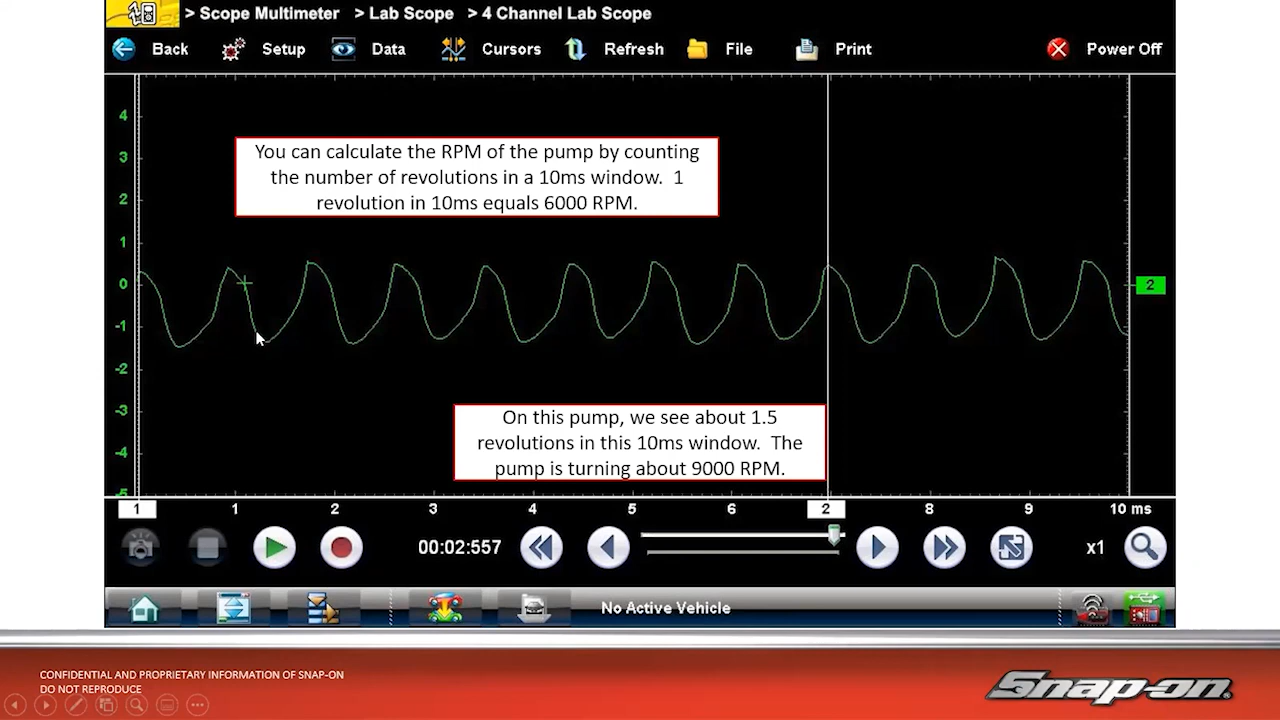 > Scope Multimeter > Lab Scope > 4 Channel Lab Scope
Back Setup Data Cursors Refresh File Print Power Off
4
3
2
1
0
-1
-2
-3
-4
-5
You can calculate the RPM of the pump by counting
the number of revolutions in a 10ms window. 1
revolution in 10ms equals 6000 RPM.
2
On this pump, we see about 1.5
revolutions in this 10ms window. The
pump is turning about 9000 RPM.
1 1 2 3 4 5 6 2 8 9 10 ms
00:02:557 x1
No Active Vehicle
CONFIDENTIAL AND PROPRIETARY INFORMATION OF SNAP-ON
DO NOT REPRODUCE
Snap-on